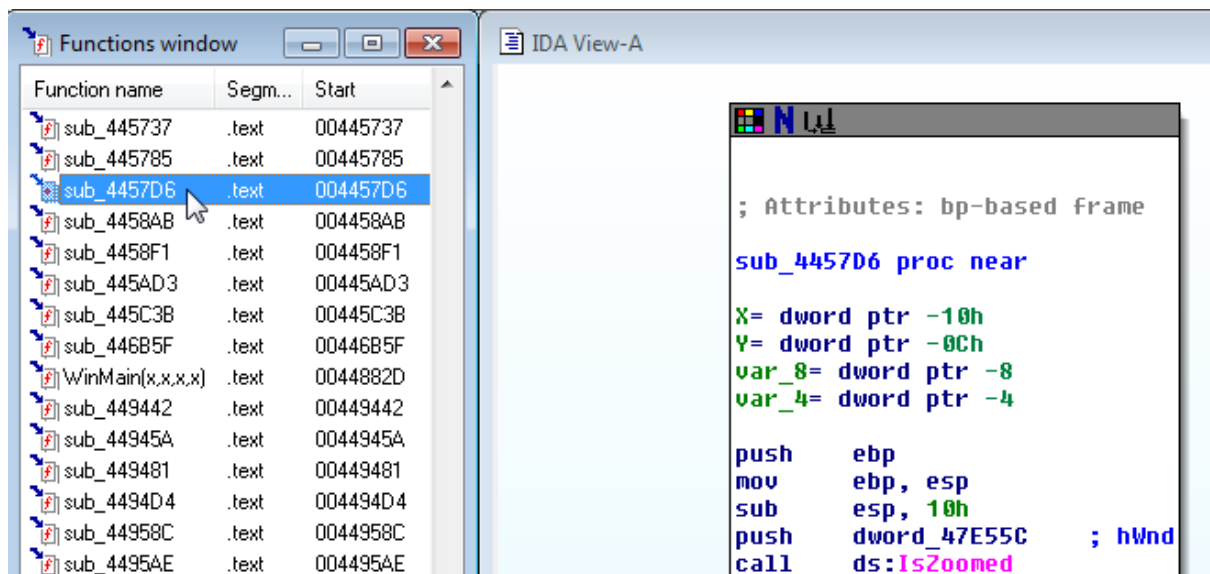 Functions window
Function name Segm... Start
sub_445737 .text 00445737
sub_445785 .text 00445785
sub_4457D6 .text 004457D6
sub_4458AB .text 004458AB
sub_4458F1 .text 004458F1
sub_445AD3 .text 00445AD3
sub_445C3B .text 00445C3B
sub_446B5F .text 00446B5F
WinMain(x,x,x,x) .text 0044882D
sub_449442 .text 00449442
sub_44945A .text 0044945A
sub_449481 .text 00449481
sub_4494D4 .text 004494D4
sub_44958C .text 0044958C
sub_4495AE .text 004495AE
IDA View-A
; Attributes: bp-based frame
sub_4457D6 proc near
X= dword ptr -10h
Y= dword ptr -0Ch
var_8= dword ptr -8
var_4= dword ptr -4
push ebp
mov ebp, esp
sub esp, 10h
push dword_47E55C ; hWnd
call ds:IsZoomed